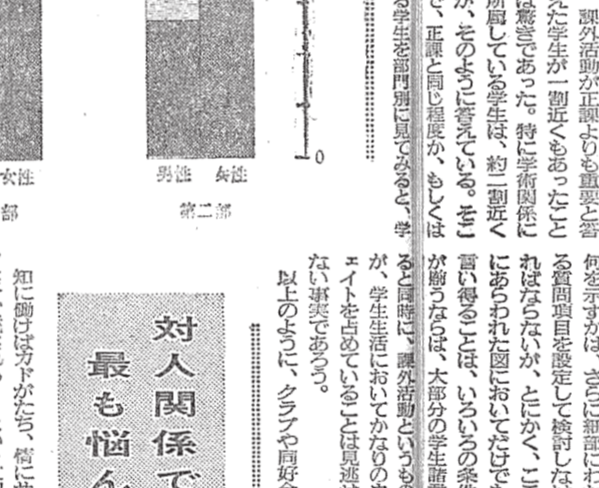 課外活動が正課よりも重要と答
えた学生が一割近くもあったこと
は驚きであった。特に学術関係に
所属している学生は、約二割近く
が、そのように答えている。そこ
で、正課と同じ程度か、もしくは
る学生を部門別に見てみると、学
0
男性 女性
第二部
女性
部
何を示すかは、さらに細部にわ
る質問項目を設定して検討しな
ればならないが、とにかく、こ
にあらわれた図においてだけでも
言い得ることは、いろいろの条件
が揃うならば、大部分の学生諸
ると同時に、課外活動というもの
が、学生生活においてかなりのウ
ェイトを占めていることは見逃せ
ない事実であろう。
以上のように、クラブや同好会
対人関係で
最も悩ん
知に働けばカドがたち、情に